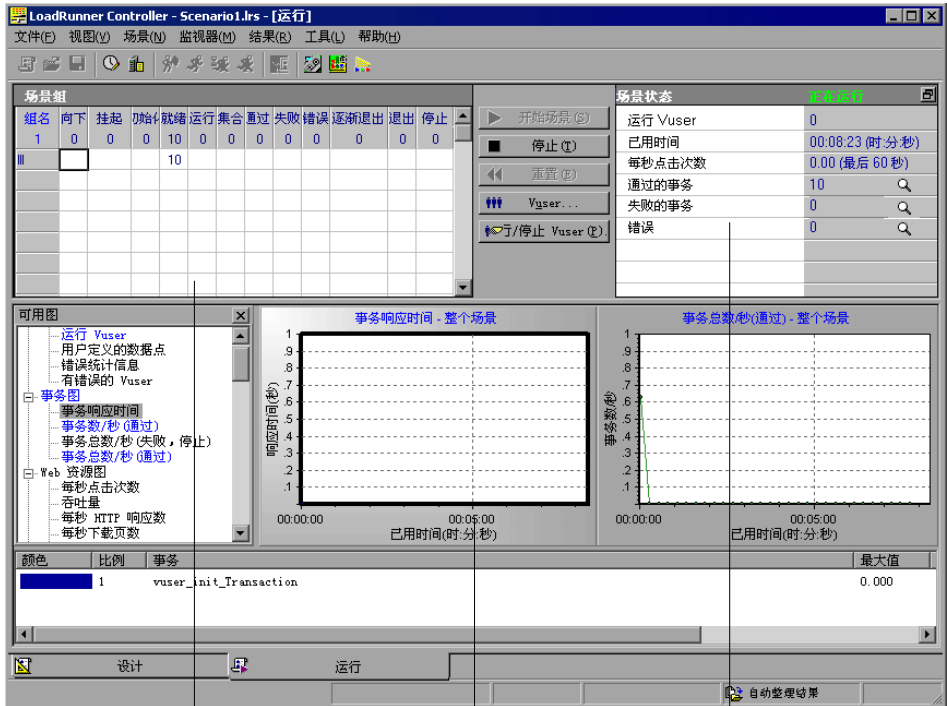 LoadRunner Controller - Scenario1.lrs - [运行]
文件(F) 视图(V) 场景(N) 监视器(M) 结果(R) 工具(L) 帮助(H)
场景组
组名 向下 挂起 初始化 就绪 运行 集合 通过 失败 错误 逐渐退出 退出 停止
1 0 0 0 10 0 0 0 0 0 0 0 0
10
开始场景(S)
停止(T)
重置(E)
Vuser...
行/停止 Vuser(P).
场景状态 正在运行
运行 Vuser 0
已用时间 00:08:23 (时:分:秒)
每秒点击次数 0.00 (最后 60 秒)
通过的事务 10
失败的事务 0
错误 0
可用图
运行 Vuser
用户定义的数据点
错误统计信息
有错误的 Vuser
事务图
事务响应时间
事务数/秒(通过)
事务总数/秒(失败，停止)
事务总数/秒(通过)
Web 资源图
每秒点击次数
吞吐量
每秒 HTTP 响应数
每秒下载页数
事务响应时间 - 整个场景
响应时间(秒)
1
.9
.8
.7
.6
.5
.4
.3
.2
.1
00:00:00 00:05:00
已用时间(时:分:秒)
事务总数/秒(通过) - 整个场景
事务数/秒
1
.9
.8
.7
.6
.5
.4
.3
.2
.1
00:00:00 00:05:00
已用时间(时:分:秒)
颜色 比例 事务 最大值
1 vuser_init_Transaction 0.000
设计 运行
自动整理结果